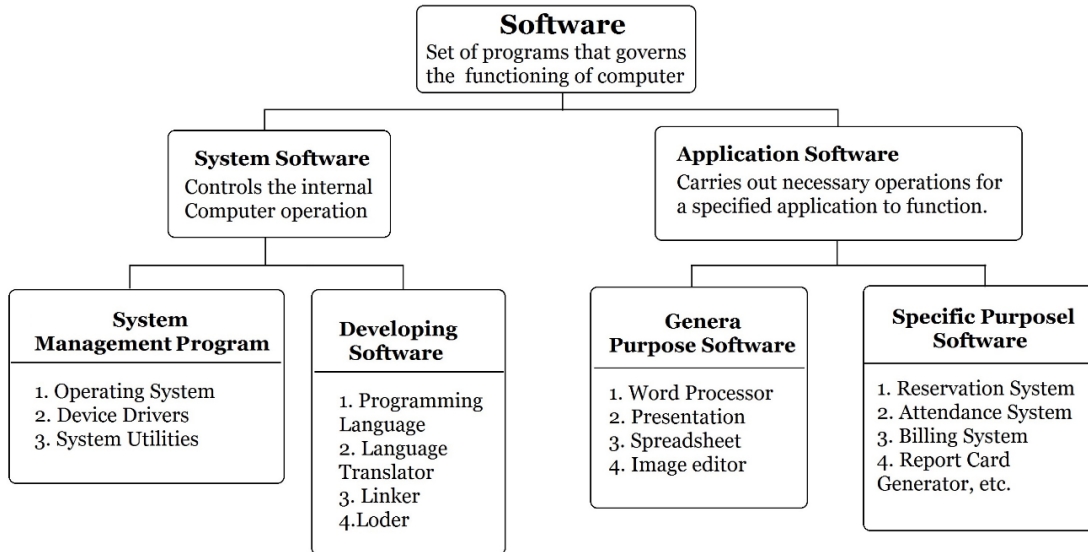 Software
Set of programs that governs
the functioning of computer
System Software
Controls the internal
Computer operation
Application Software
Carries out necessary operations for
a specified application to function.
System
Management Program
1. Operating System
2. Device Drivers
3. System Utilities
Developing
Software
1. Programming
Language
2. Language
Translator
3. Linker
4.Loder
Genera
Purpose Software
1. Word Processor
2. Presentation
3. Spreadsheet
4. Image editor
Specific Purposel
Software
1. Reservation System
2. Attendance System
3. Billing System
4. Report Card
Generator, etc.